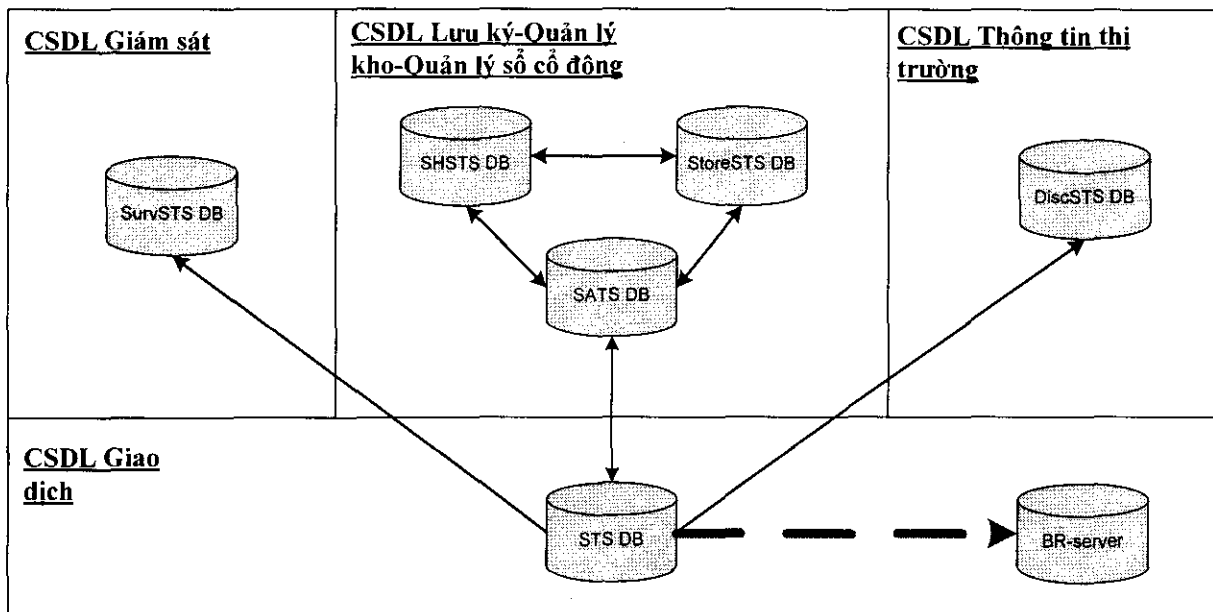 CSDL Giám sát
CSDL Lưu ký-Quản lý
kho-Quản lý sổ cổ đông
CSDL Thông tin thị
trường
SHSTS DB
StoreSTS DB
SurvSTS DB
DiscSTS DB
SATS DB
CSDL Giao
dịch
STS DB
BR-server